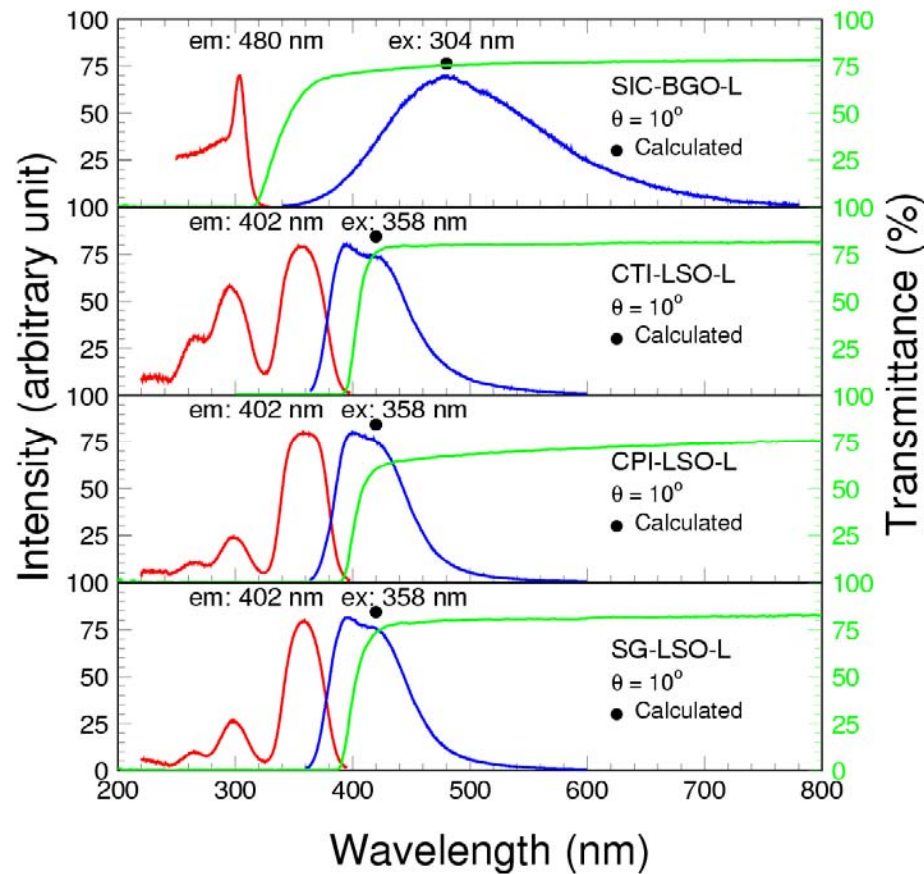 Intensity (arbitrary unit)
Transmittance (%)
100
100
em: 480 nm ex: 304 nm
75
75
SIC-BGO-L
50
50
θ = 10º
25
25
● Calculated
100
100
em: 402 nm ex: 358 nm
75
75
CTI-LSO-L
50
50
θ = 10º
25
25
● Calculated
100
100
em: 402 nm ex: 358 nm
75
75
CPI-LSO-L
50
50
θ = 10º
25
25
● Calculated
100
100
em: 402 nm ex: 358 nm
75
75
SG-LSO-L
50
50
θ = 10º
25
25
● Calculated
0
0
200 300 400 500 600 700 800
Wavelength (nm)